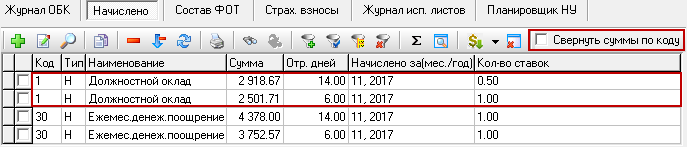 Журнал ОБК Начислено Состав ФОТ Страх. взносы Журнал исп. листов Планировщик НУ
Свернуть суммы по коду
Код Тип Наименование Сумма Отр. дней Начислено за(мес./год) Кол-во ставок
1 Н Должностной оклад 2 918.67 14.00 11, 2017 0.50
1 Н Должностной оклад 2 501.71 6.00 11, 2017 1.00
30 Н Ежемес.денеж.поощрение 4 378.00 14.00 11, 2017 1.00
30 Н Ежемес.денеж.поощрение 3 752.57 6.00 11, 2017 1.00